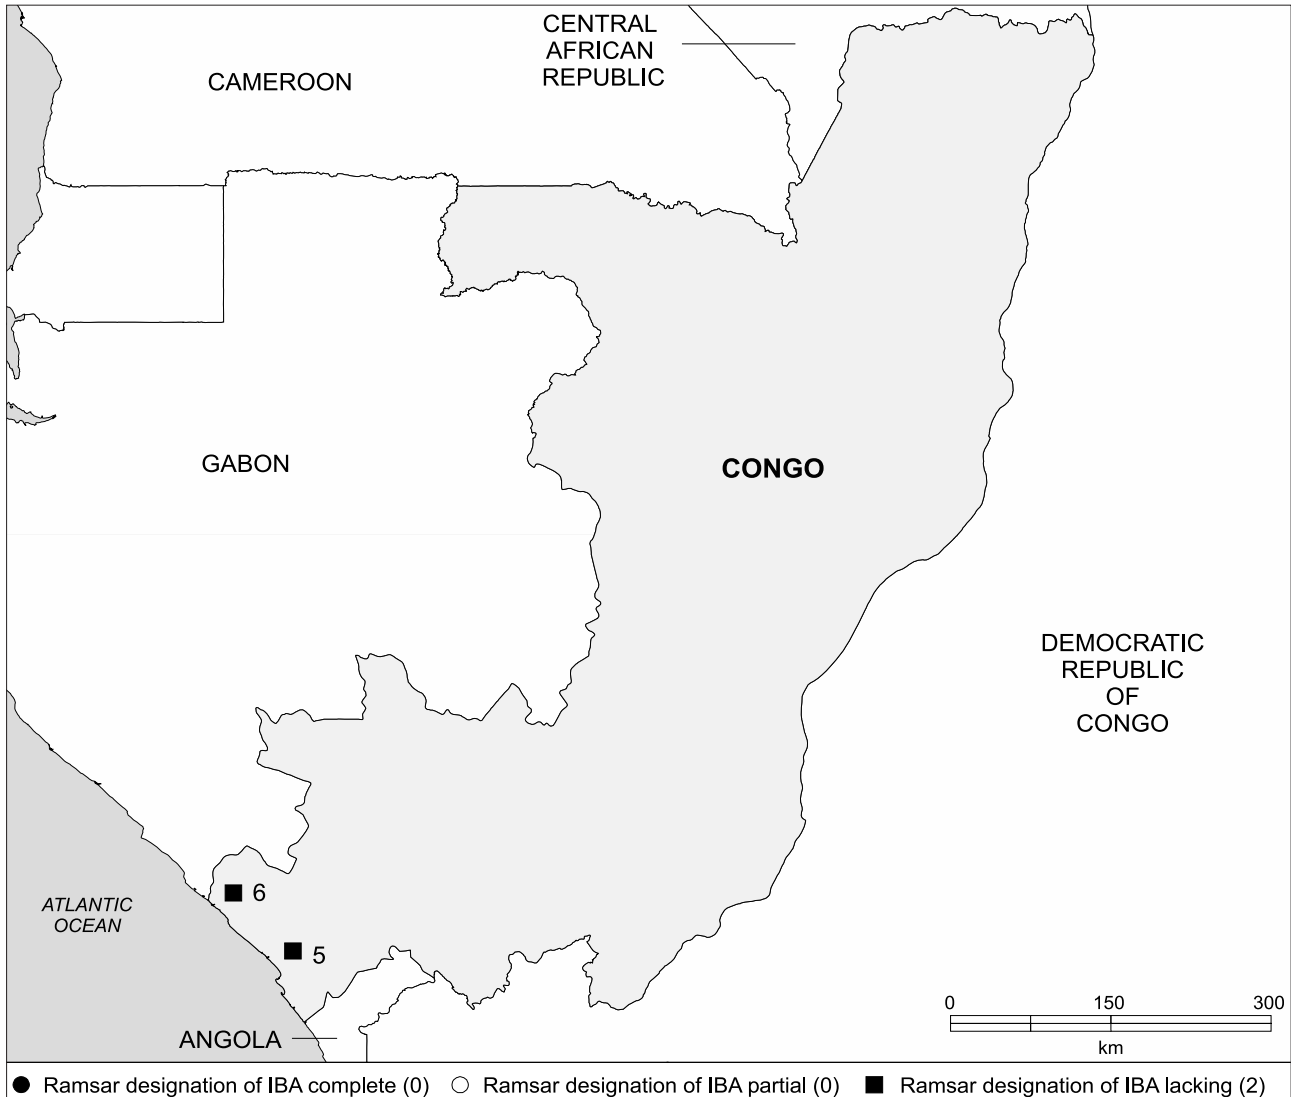 CENTRAL
AFRICAN
REPUBLIC
CAMEROON
GABON
CONGO
DEMOCRATIC
REPUBLIC
OF
CONGO
6
ATLANTIC
OCEAN
5
0 150 300
km
ANGOLA
Ramsar designation of IBA complete (0) Ramsar designation of IBA partial (0) Ramsar designation of IBA lacking (2)